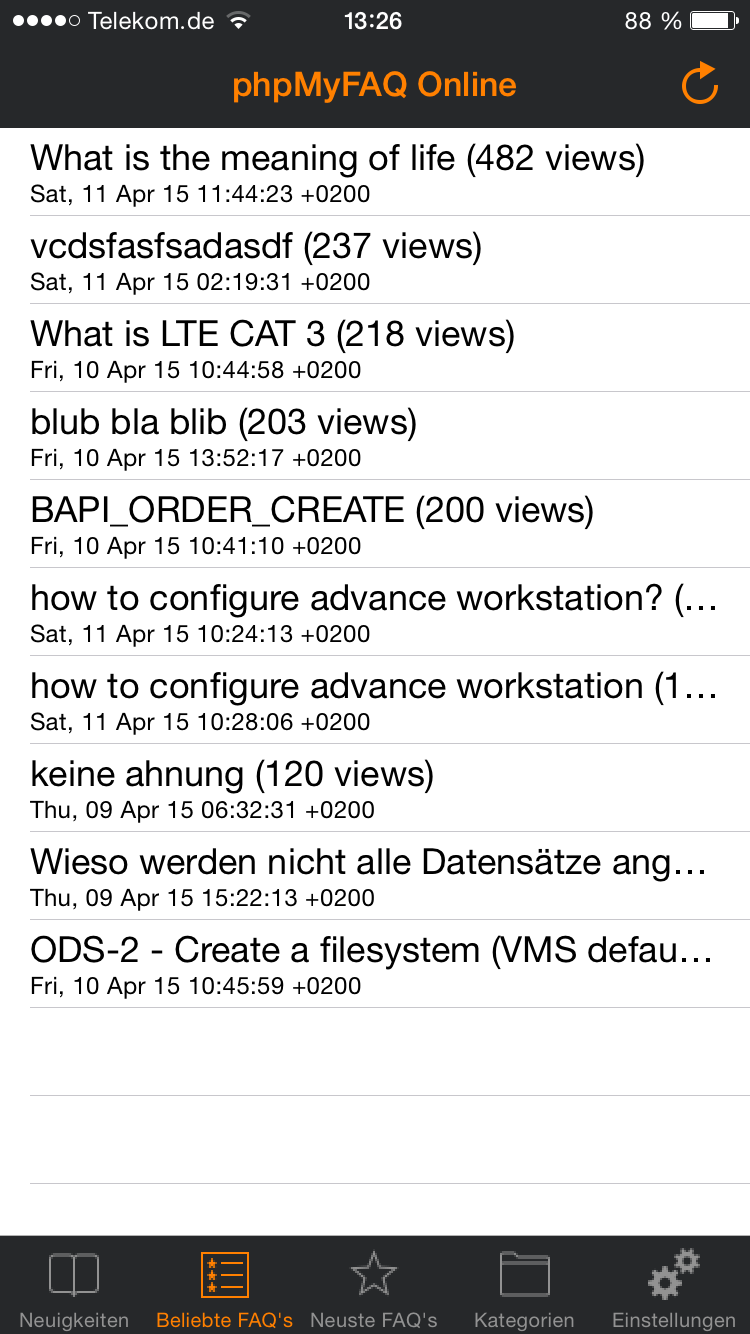 Telekom.de 13:26 88 %
phpMyFAQ Online
What is the meaning of life (482 views)
Sat, 11 Apr 15 11:44:23 +0200
vcdsfasfsadasdf (237 views)
Sat, 11 Apr 15 02:19:31 +0200
What is LTE CAT 3 (218 views)
Fri, 10 Apr 15 10:44:58 +0200
blub bla blib (203 views)
Fri, 10 Apr 15 13:52:17 +0200
BAPI_ORDER_CREATE (200 views)
Fri, 10 Apr 15 10:41:10 +0200
how to configure advance workstation? (…
Sat, 11 Apr 15 10:24:13 +0200
how to configure advance workstation (1…
Sat, 11 Apr 15 10:28:06 +0200
keine ahnung (120 views)
Thu, 09 Apr 15 06:32:31 +0200
Wieso werden nicht alle Datensätze ang…
Thu, 09 Apr 15 15:22:13 +0200
ODS-2 - Create a filesystem (VMS defau…
Fri, 10 Apr 15 10:45:59 +0200
Neuigkeiten Beliebte FAQ's Neuste FAQ's Kategorien Einstellungen